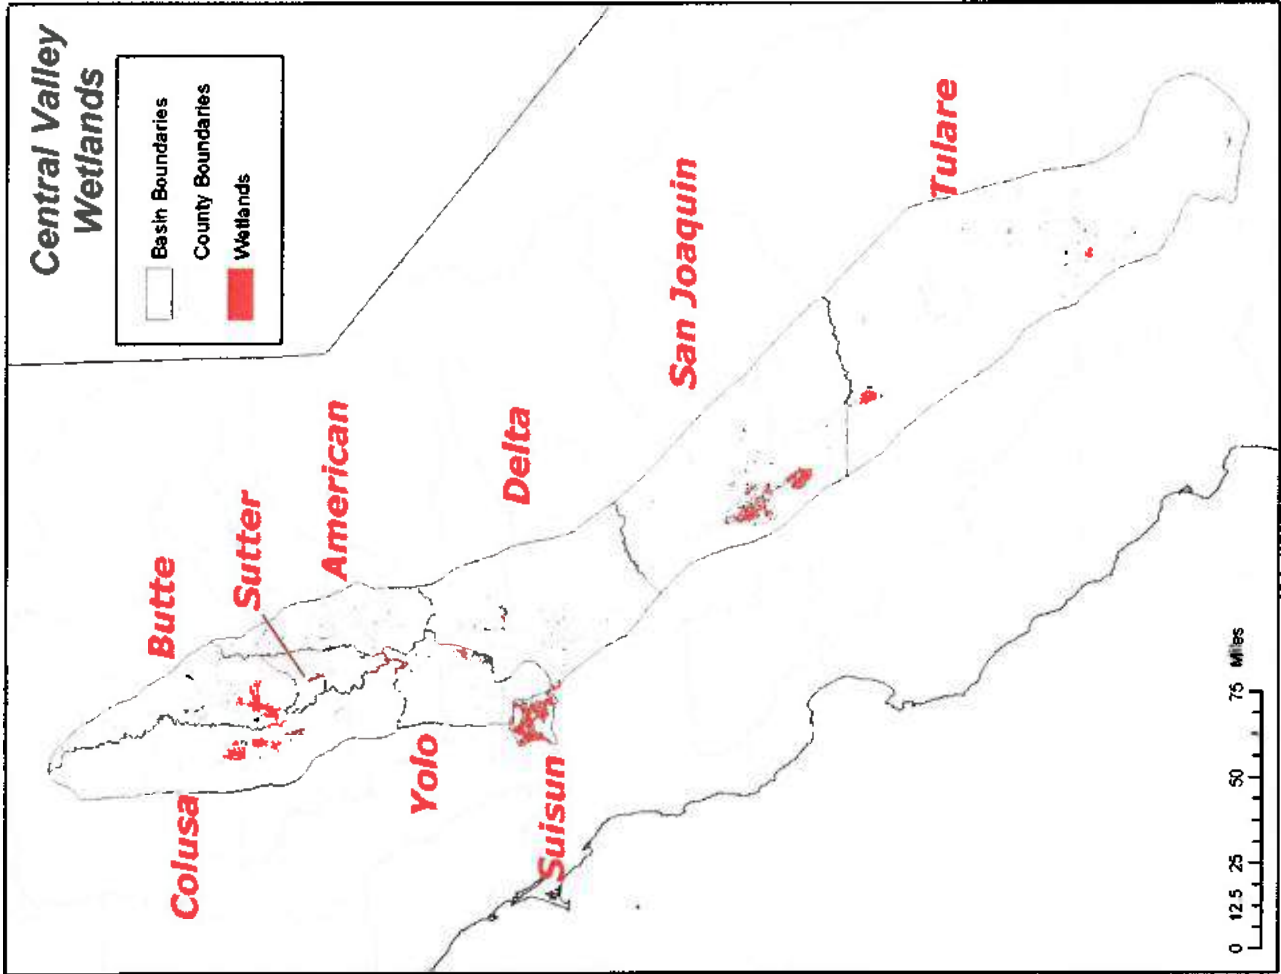 Central Valley
Wetlands
Basin Boundaries
County Boundaries
Wetlands
Butte
Sutter
American
Colusa
Yolo
Delta
Suisun
San Joaquin
Tulare
0 12.5 25 50 75 Miles